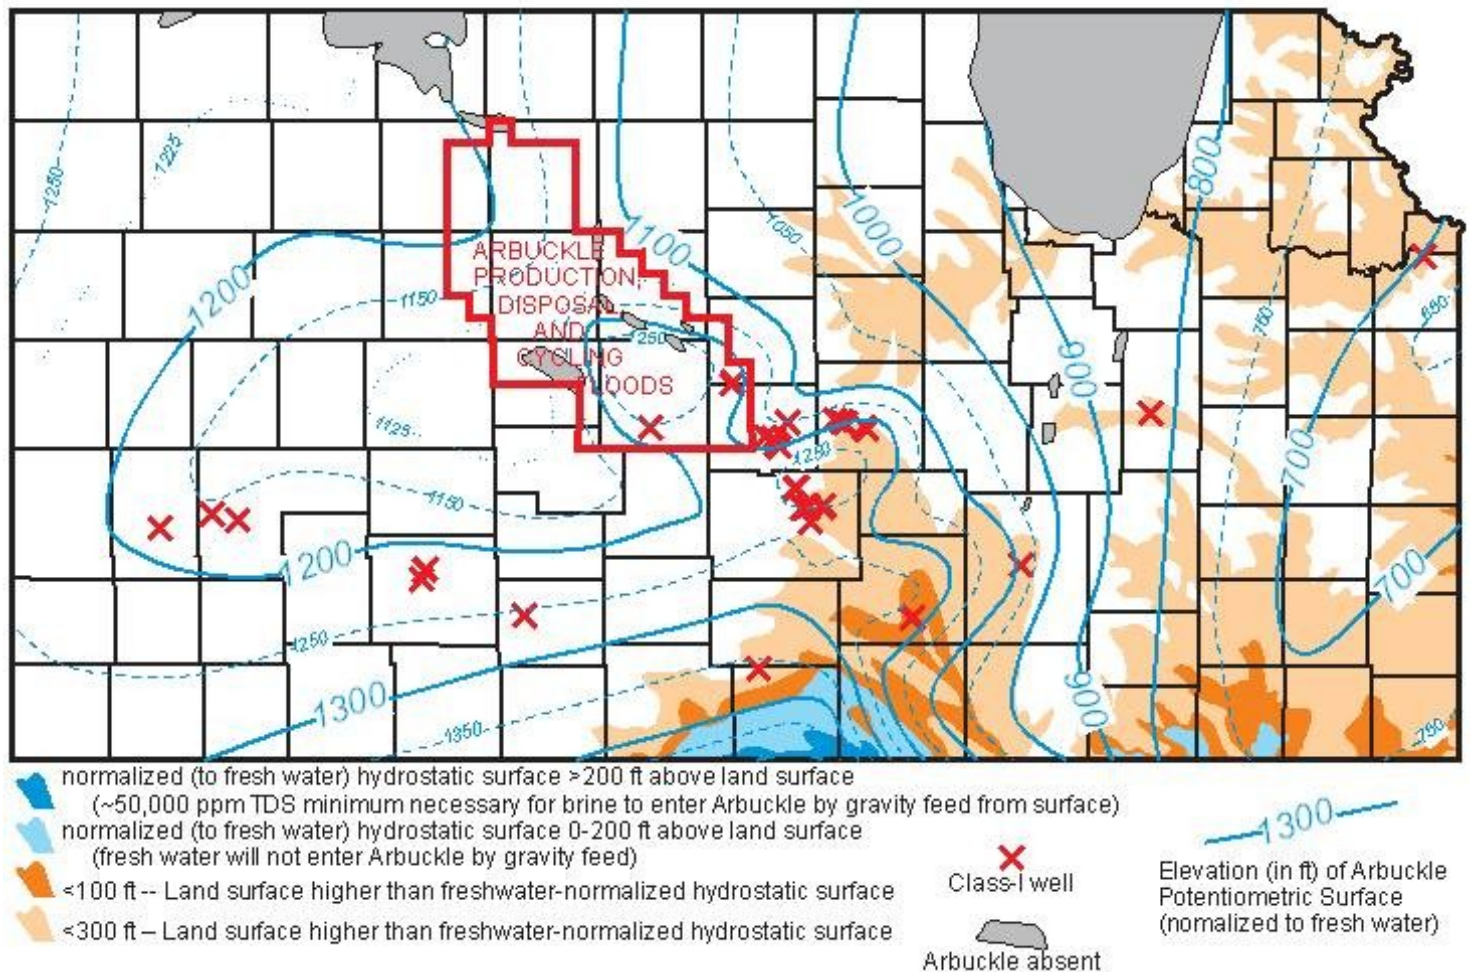 1250
1225
1100
1050
1000
800
1200
1150
ARBUCKLE
PRODUCTION,
DISPOSAL
AND
CYCLING
FLOODS
1250
750
650
900
1125
1250
700
1150
1200
700
1250
1300
900
1350
750
normalized (to fresh water) hydrostatic surface >200 ft above land surface
(~50,000 ppm TDS minimum necessary for brine to enter Arbuckle by gravity feed from surface)
normalized (to fresh water) hydrostatic surface 0-200 ft above land surface
(fresh water will not enter Arbuckle by gravity feed)
<100 ft -- Land surface higher than freshwater-normalized hydrostatic surface
<300 ft -- Land surface higher than freshwater-normalized hydrostatic surface
Class-I well
Arbuckle absent
1300
Elevation (in ft) of Arbuckle
Potentiometric Surface
(nomalized to fresh water)